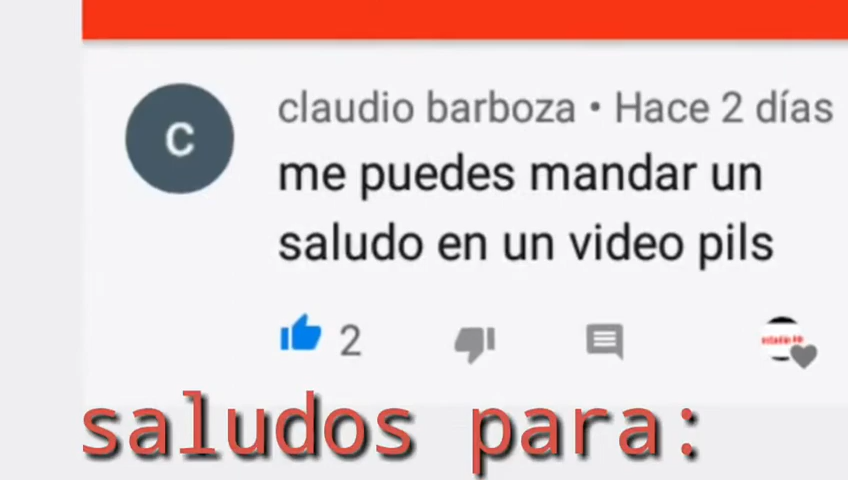 C
claudio barboza • Hace 2 días
me puedes mandar un
saludo en un video pils
2
saludos para: